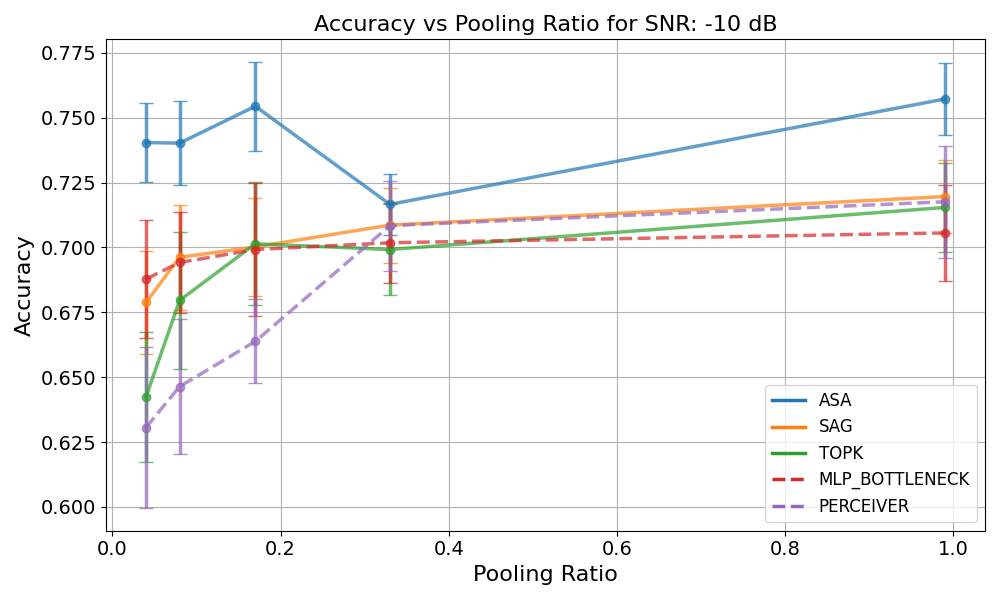 Accuracy vs Pooling Ratio for SNR: -10 dB
Accuracy
0.775
0.750
0.725
0.700
0.675
0.650
0.625
0.600
0.0
0.2
0.4
0.6
0.8
1.0
Pooling Ratio
ASA
SAG
TOPK
MLP_BOTTLENECK
PERCEIVER